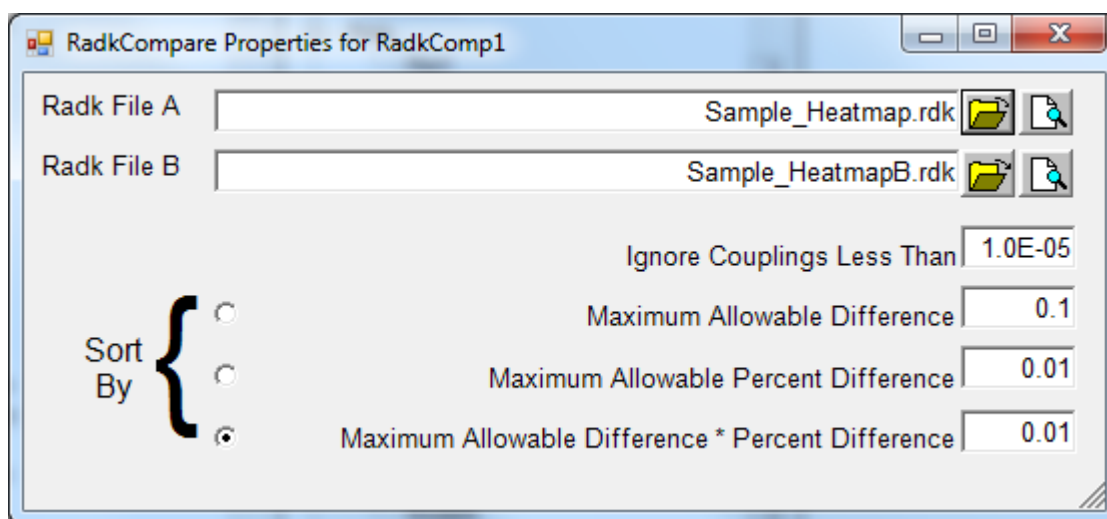 RadkCompare Properties for RadkComp1
Radk File A Sample_Heatmap.rdk
Radk File B Sample_HeatmapB.rdk
Ignore Couplings Less Than 1.0E-05
Maximum Allowable Difference 0.1
Sort
By
Maximum Allowable Percent Difference 0.01
Maximum Allowable Difference * Percent Difference 0.01